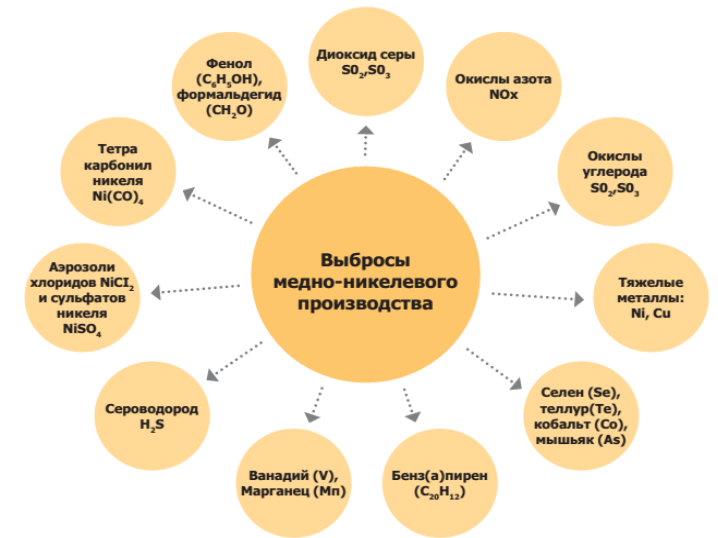 Выбросы
медно-никелевого
производства
Диоксид серы
S0₂,S0₃
Окислы азота
NOx
Окислы
углерода
S0₂,S0₃
Тяжелые
металлы:
Ni, Cu
Селен (Se),
теллур(Te),
кобальт (Co),
мышьяк (As)
Бенз(а)пирен
(C₂₀H₁₂)
Ванадий (V),
Марганец (Мп)
Сероводород
H₂S
Аэрозоли
хлоридов NiCI₂
и сульфатов
никеля
NiSO₄
Тетра
карбонил
никеля
Ni(CO)₄
Фенол
(C₆H₅OH),
формальдегид
(CH₂O)